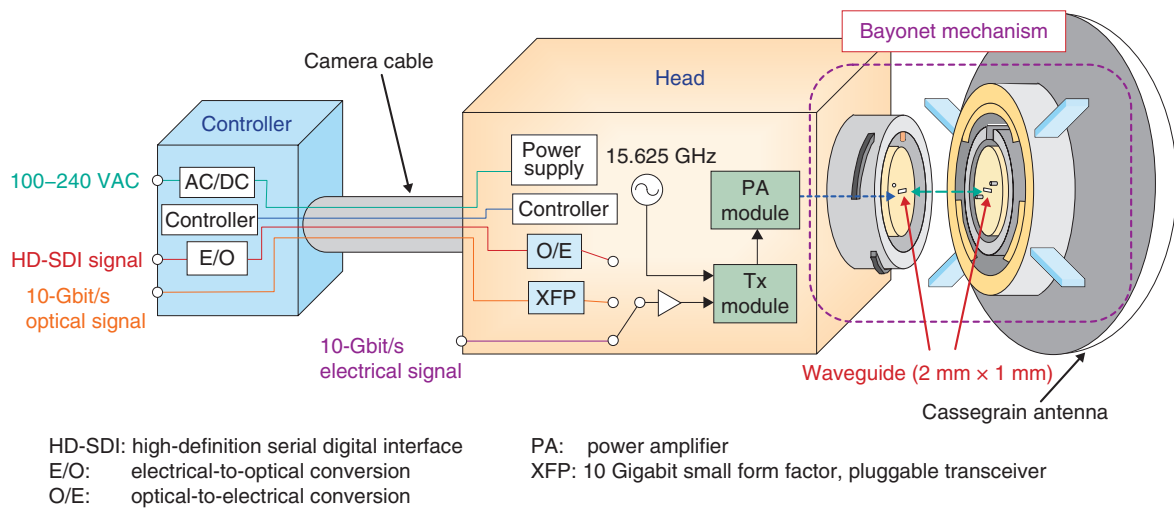 Bayonet mechanism
Camera cable
Head
Controller
Power
supply
15.625 GHz
100–240 VAC
AC/DC
PA
module
Controller
Controller
HD-SDI signal
E/O
O/E
10-Gbit/s
optical signal
XFP
Tx
module
10-Gbit/s
electrical signal
Waveguide (2 mm × 1 mm)
Cassegrain antenna
HD-SDI: high-definition serial digital interface
E/O: electrical-to-optical conversion
O/E: optical-to-electrical conversion
PA: power amplifier
XFP: 10 Gigabit small form factor, pluggable transceiver